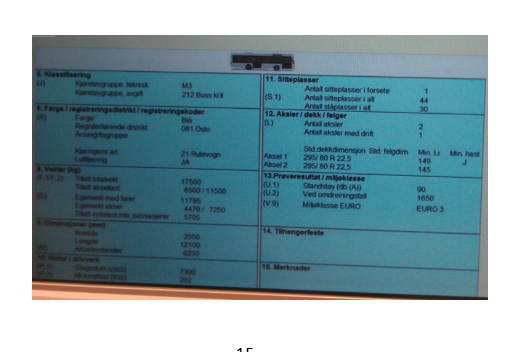 5. Klassifisering
(J) Kjøretøygruppe, teknisk M3
Kjøretøygruppe, avgift 212 Buss kl II
6. Farge / registreringsdistrikt / registreringskoder
(R) Farge Blå
Registrerende distrikt 081 Oslo
Avseigiftsgruppe
Kjøringens art 21 Rutevogn
Luftfjæring JA
8. Vekter (kg)
(F.1/F.2) Tillatt totalvekt 17500
Tillatt aksellast 6500 / 11500
(G) Egenvekt med fører 11795
Egenvekt aksel 4470 / 7250
Tillatt nyttelast inkl. passasjerer 5705
9. Dimensjoner (mm)
Bredde 2550
Lengde 12100
(M) Akselavstander 6250
10. Motor / drivverk
(P.1) Slagvolum (cm3) 7300
(P.2) Motoreffekt (KW) 202
11. Sitteplasser
Antall sitteplasser i forsete 1
(S.1) Antall sitteplasser i alt 44
Antall ståplasser i alt 30
12. Aksler / dekk / felger
(L) Antall aksler 2
Antall aksler med drift 1
Std dekkdimensjon Std. felgdim Min. Li Min. hast
Aksel 1 295/ 80 R 22,5 149 J
Aksel 2 295/ 80 R 22,5 145
13.Prøveresultat / miljøklasse
(U.1) Standstøy (db (A)) 90
(U.2) Ved omdreiningstall 1650
(V.9) Miljøklasse EURO EURO 3
14. Tilhengerfeste
15. Merknader